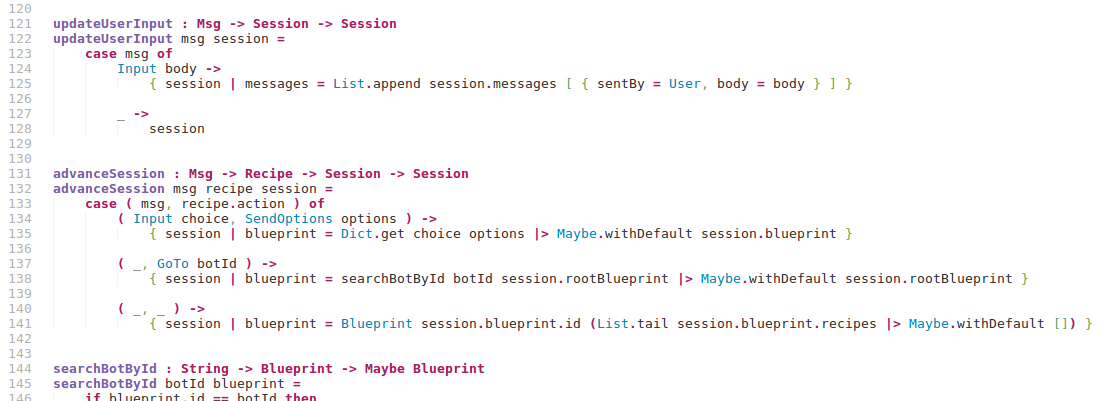 120
121 updateUserInput : Msg -> Session -> Session
122 updateUserInput msg session =
123     case msg of
124         Input body ->
125             { session | messages = List.append session.messages [ { sentBy = User, body = body } ] }
126
127         _ ->
128             session
129
130
131 advanceSession : Msg -> Recipe -> Session -> Session
132 advanceSession msg recipe session =
133     case ( msg, recipe.action ) of
134         ( Input choice, SendOptions options ) ->
135             { session | blueprint = Dict.get choice options |> Maybe.withDefault session.blueprint }
136
137         ( _, GoTo botId ) ->
138             { session | blueprint = searchBotById botId session.rootBlueprint |> Maybe.withDefault session.rootBlueprint }
139
140         ( _, _ ) ->
141             { session | blueprint = Blueprint session.blueprint.id (List.tail session.blueprint.recipes |> Maybe.withDefault []) }
142
143
144 searchBotById : String -> Blueprint -> Maybe Blueprint
145 searchBotById botId blueprint =
146     if blueprint.id == botId then